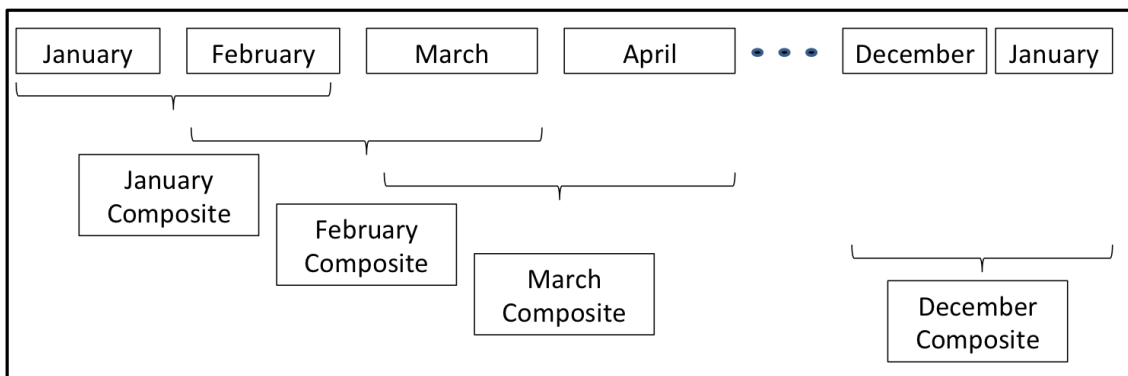 January
February
March
April
December
January
January
Composite
February
Composite
March
Composite
December
Composite